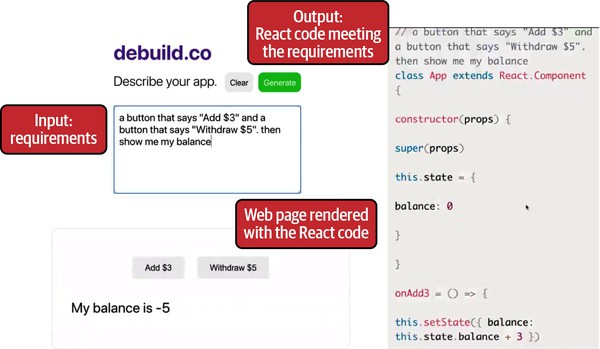 Output:
React code meeting
the requirements
debuild.co
Describe your app.
Clear
Generate
Input:
requirements
a button that says "Add $3" and a
button that says "Withdraw $5". then
show me my balance
Web page rendered
with the React code
Add $3
Withdraw $5
My balance is -5
// a button that says "Add $3" and
a button that says "Withdraw $5".
then show me my balance
class App extends React.Component
{
constructor(props) {
super(props)
this.state = {
balance: 0
}
}
onAdd3 = () => {
this.setState({ balance:
this.state.balance + 3 })